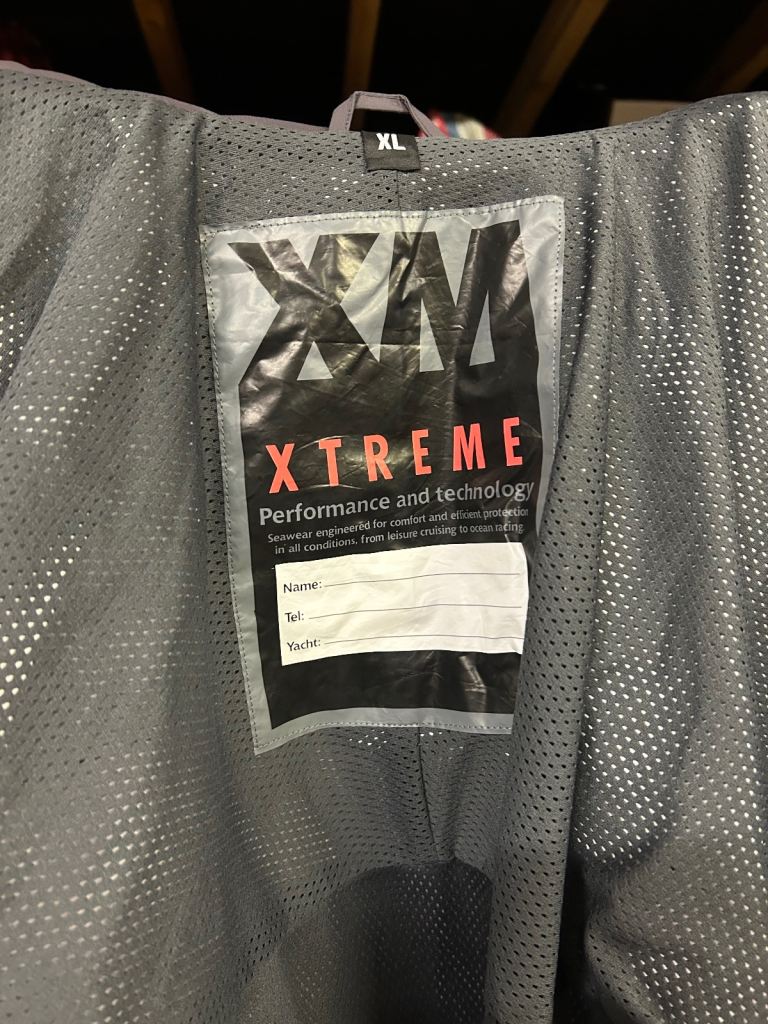 XL
XM
XTREME
Performance and technology
Seawear engineered for comfort and efficient protection
in all conditions, from leisure cruising to ocean racing
Name:
Tel:
Yacht: